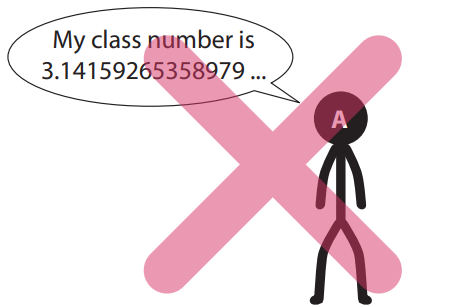 My class number is
3.14159265358979 ...
A